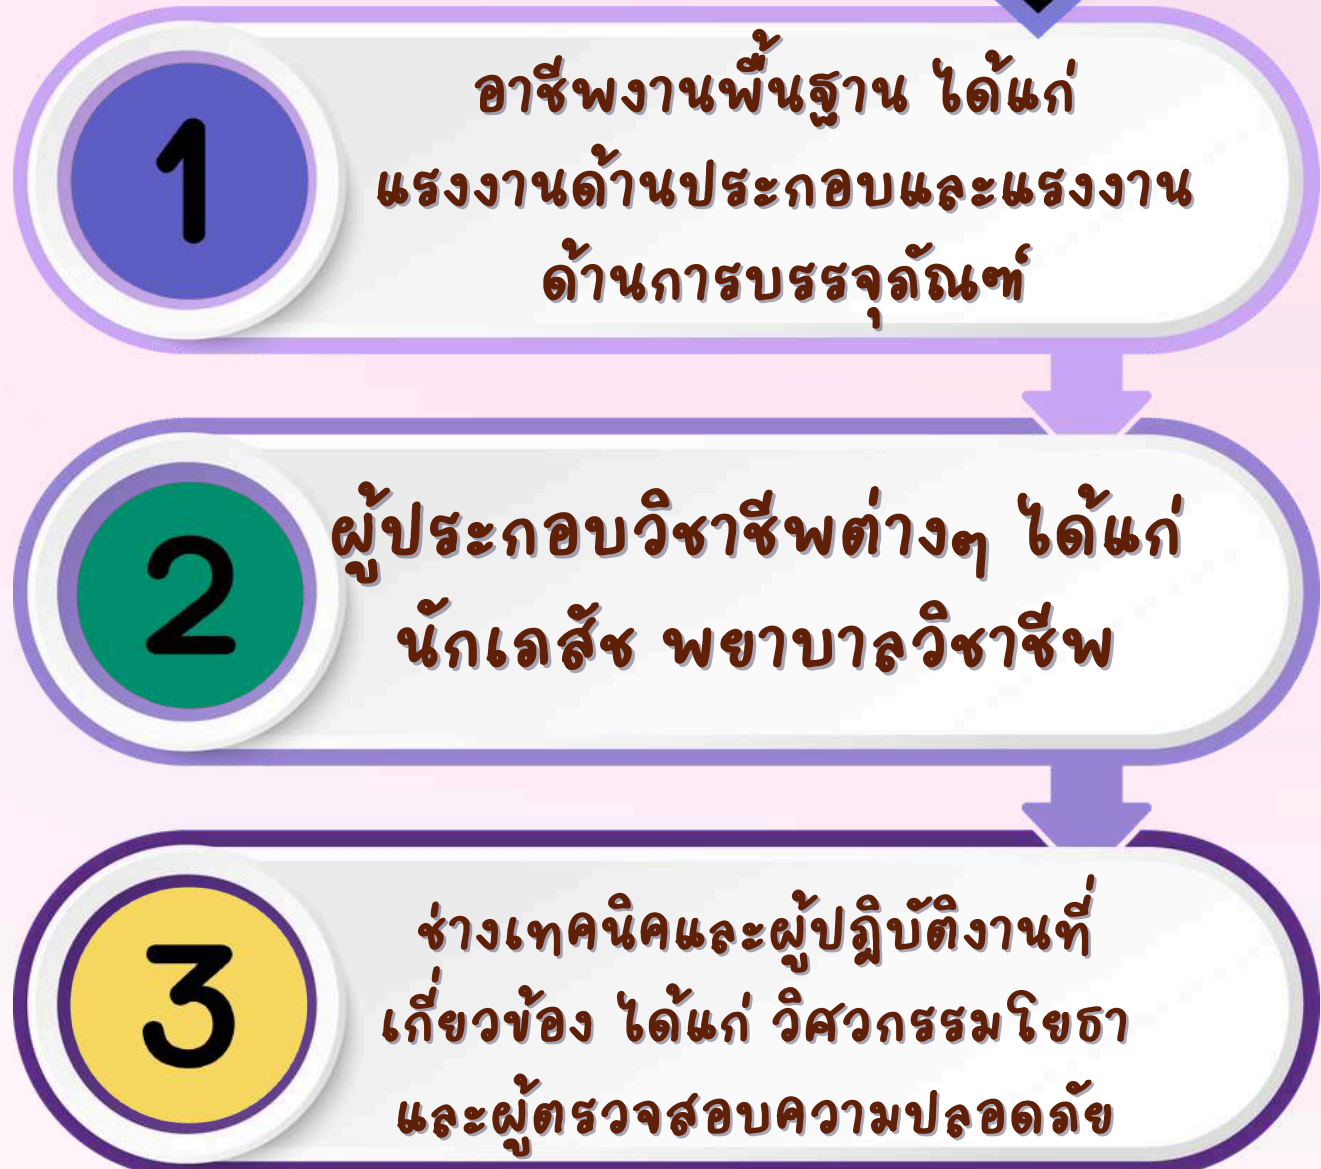 1
อาชีพงานพื้นฐาน ได้แก่
แรงงานด้านประกอบและแรงงาน
ด้านการบรรจุภัณฑ์
2
ผู้ประกอบวิชาชีพต่างๆ ได้แก่
นักเภสัช พยาบาลวิชาชีพ
3
ช่างเทคนิคและผู้ปฎิบัติงานที่
เกี่ยวข้อง ได้แก่ วิศวกรรมโยธา
และผู้ตรวจสอบความปลอดภัย